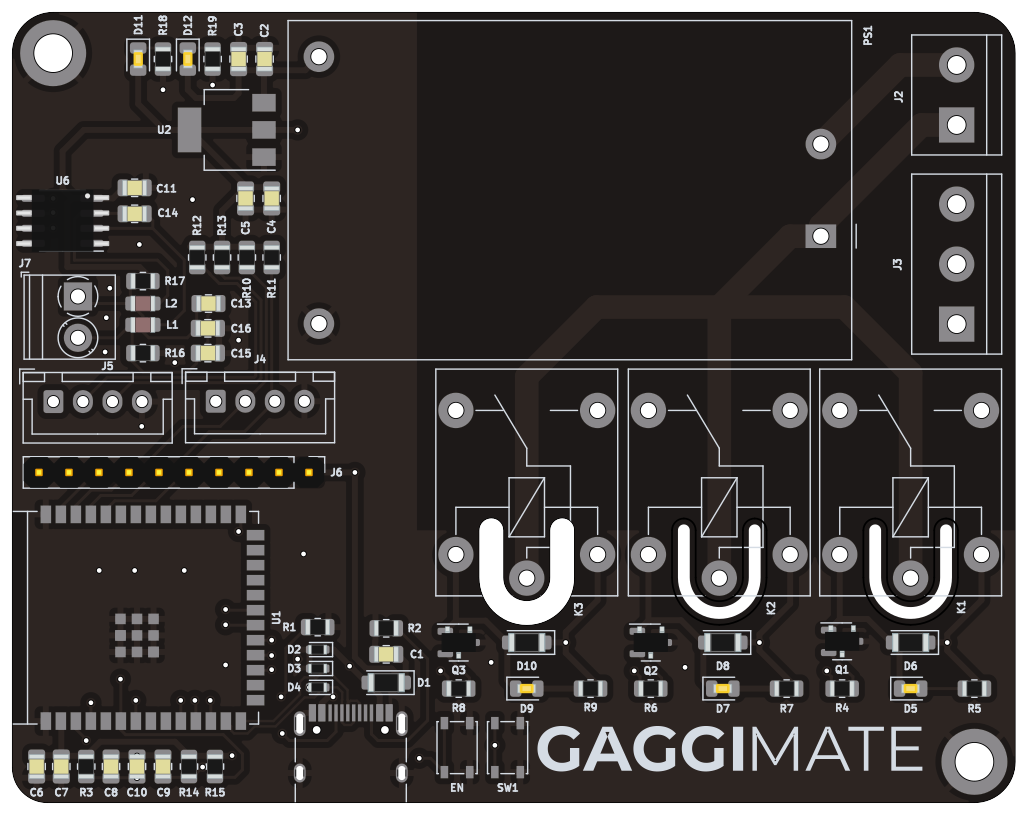 D11 R18 D12 R19 C3 C2 PS1
J2
U2
U6
C11
C14
R12 R13 C5 C4
J3
J7
R17 R10 R11
L2 C13
L1 C16
R16 C15
J5 J4
J6
U1
K3 K2 K1
R1 R2
D2
C1
D3
D4 D1
Q3 D10 Q2 D8 Q1 D6
R8 D9 R9 R6 D7 R7 R4 D5 R5
GAGGIMATE
EN SW1
C6 C7 R3 C8 C10 C9 R14 R15